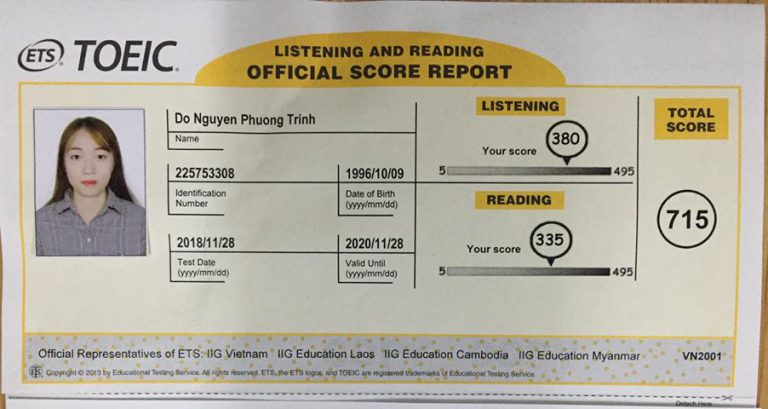 ETS TOEIC
LISTENING AND READING
OFFICIAL SCORE REPORT
Do Nguyen Phuong Trinh
Name
225753308
Identification
Number
1996/10/09
Date of Birth
(yyyy/mm/dd)
2018/11/28
Test Date
(yyyy/mm/dd)
2020/11/28
Valid Until
(yyyy/mm/dd)
LISTENING
Your score
380
5 495
READING
Your score
335
5 495
TOTAL
SCORE
715
Official Representatives of ETS: IIG Vietnam IIG Education Laos IIG Education Cambodia IIG Education Myanmar VN2001
Copyright © 2013 by Educational Testing Service. All rights reserved. ETS, the ETS logos, and TOEIC are registered trademarks of Educational Testing Service.
Detach Here